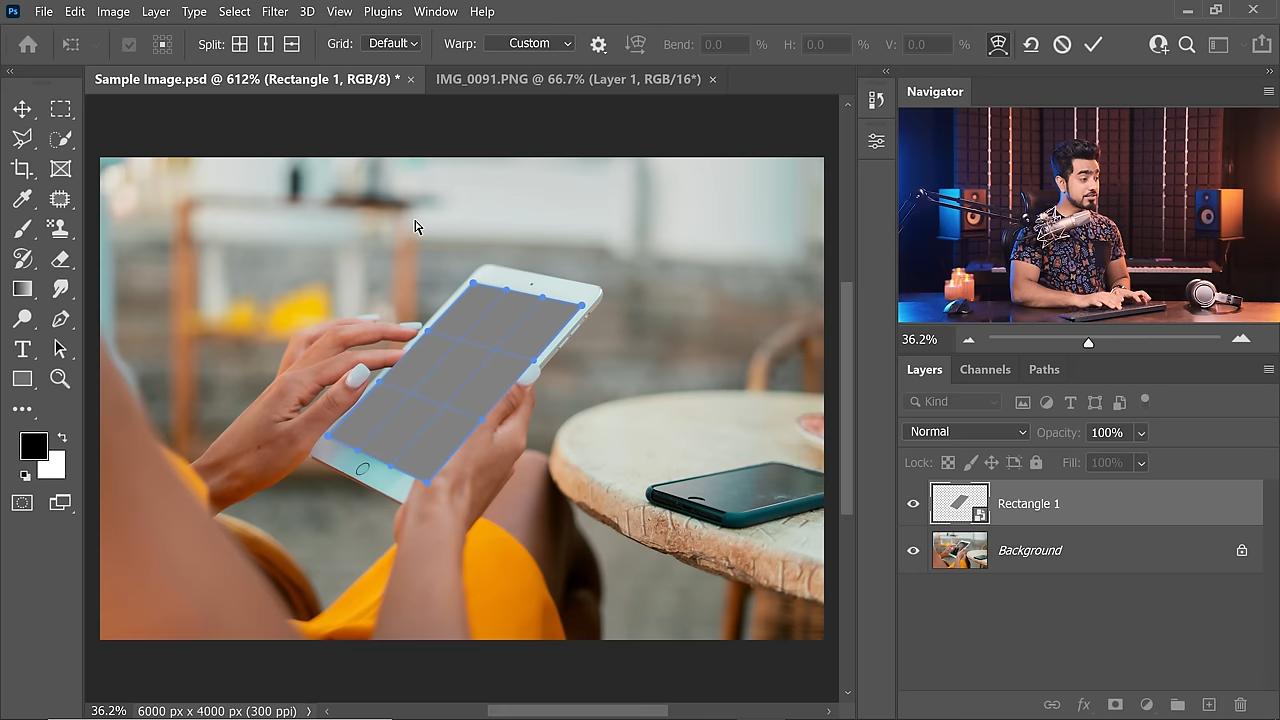 Ps File Edit Image Layer Type Select Filter 3D View Plugins Window Help
Split: Grid: Default Warp: Custom Bend: 0.0 % H: 0.0 % V: 0.0 %
Sample Image.psd @ 612% (Rectangle 1, RGB/8) * × IMG_0091.PNG @ 66.7% (Layer 1, RGB/16*) ×
Navigator
36.2%
Layers Channels Paths
Kind
Normal Opacity: 100%
Lock: Fill: 100%
Rectangle 1
Background
36.2% 6000 px x 4000 px (300 ppi)